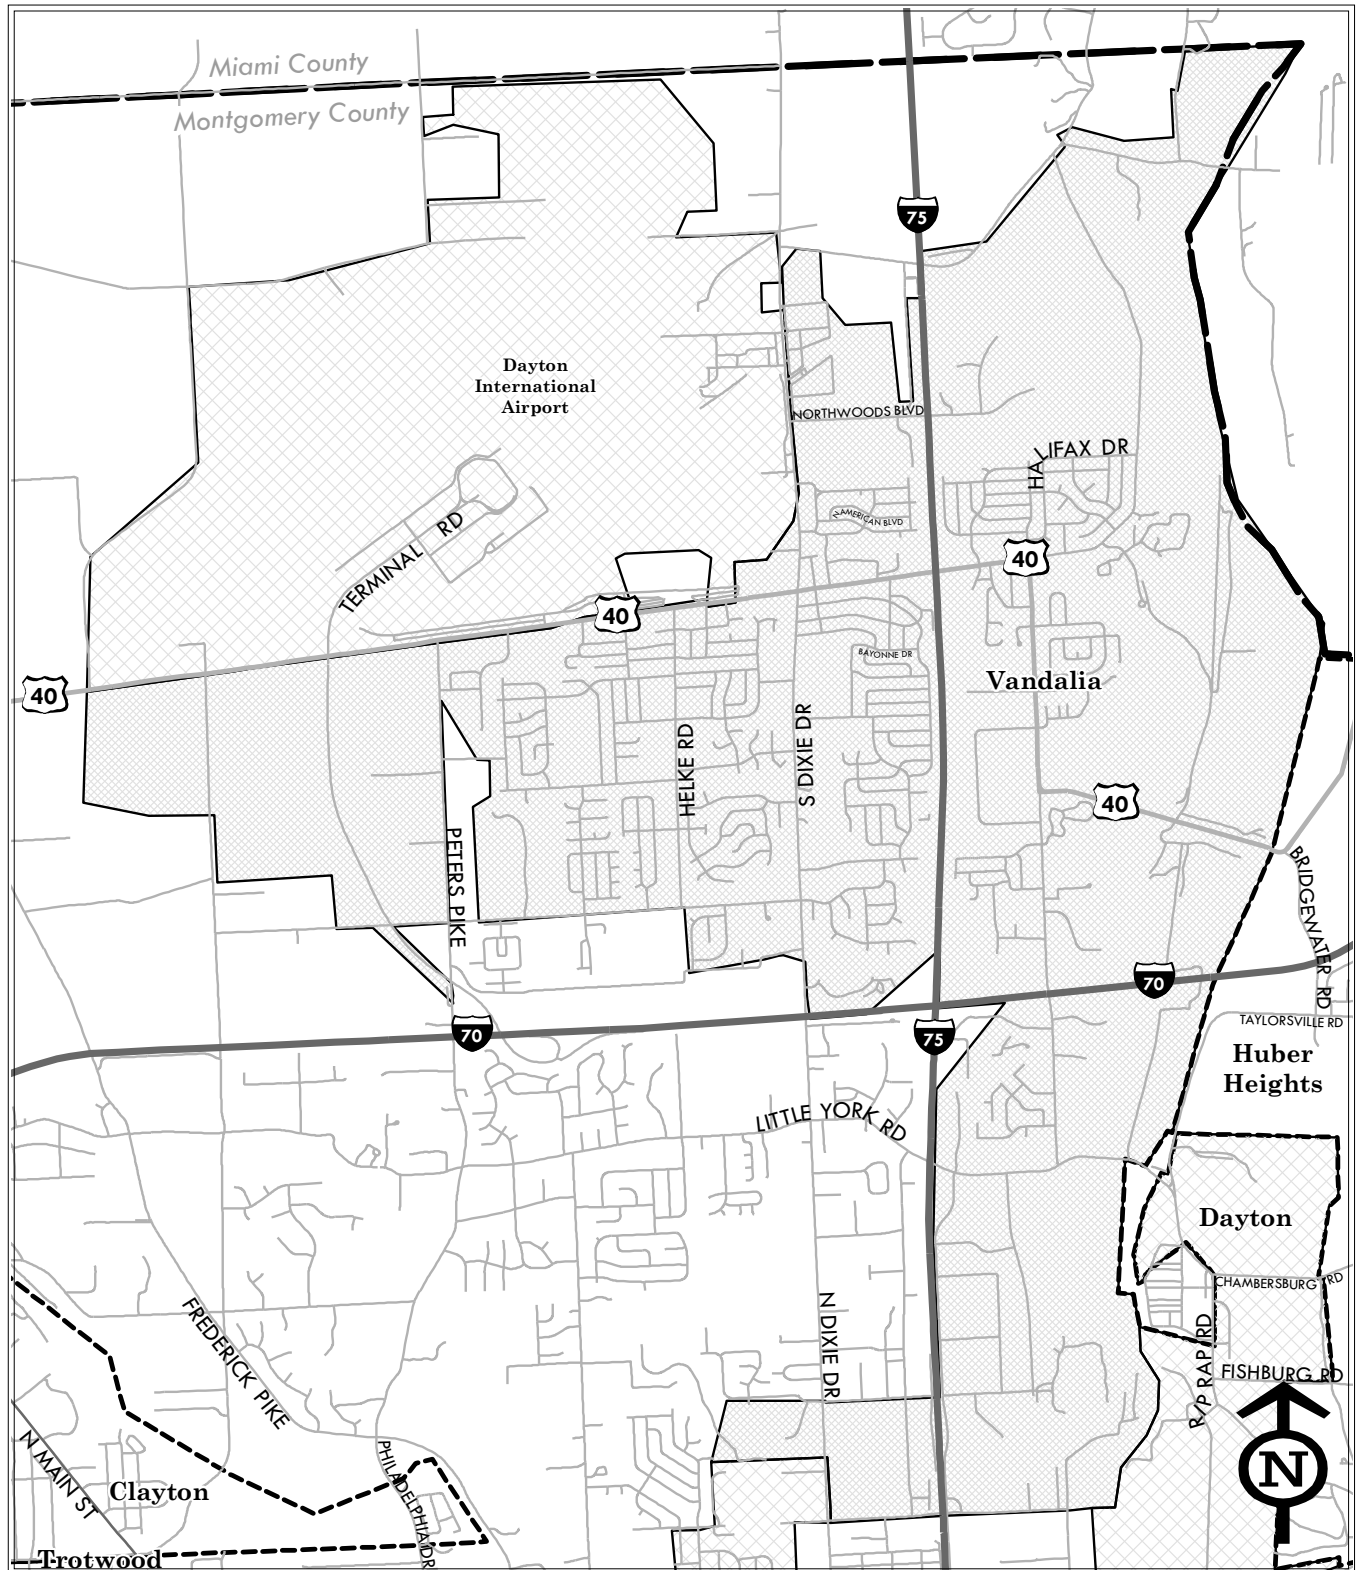 Miami County
Montgomery County
75
Dayton
International
Airport
NORTHWOODS BLVD
HALIFAX DR
N AMERICAN BLVD
TERMINAL RD
40
40
40
BAYONNE DR
Vandalia
HELKE RD
S DIXIE DR
40
PETERS PIKE
BRIDGEWATER RD
70
TAYLORSVILLE RD
70
75
Huber
Heights
LITTLE YORK RD
Dayton
CHAMBERSBURG RD
FREDERICK PIKE
N DIXIE DR
RIP RAP RD
FISHBURG RD
N MAIN ST
PHILADELPHIA DR
N
Clayton
Trotwood